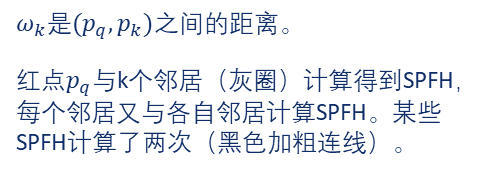 ωk是(pq,pk)之间的距离。
红点pq与k个邻居（灰圈）计算得到SPFH，
每个邻居又与各自邻居计算SPFH。某些
SPFH计算了两次（黑色加粗连线）。